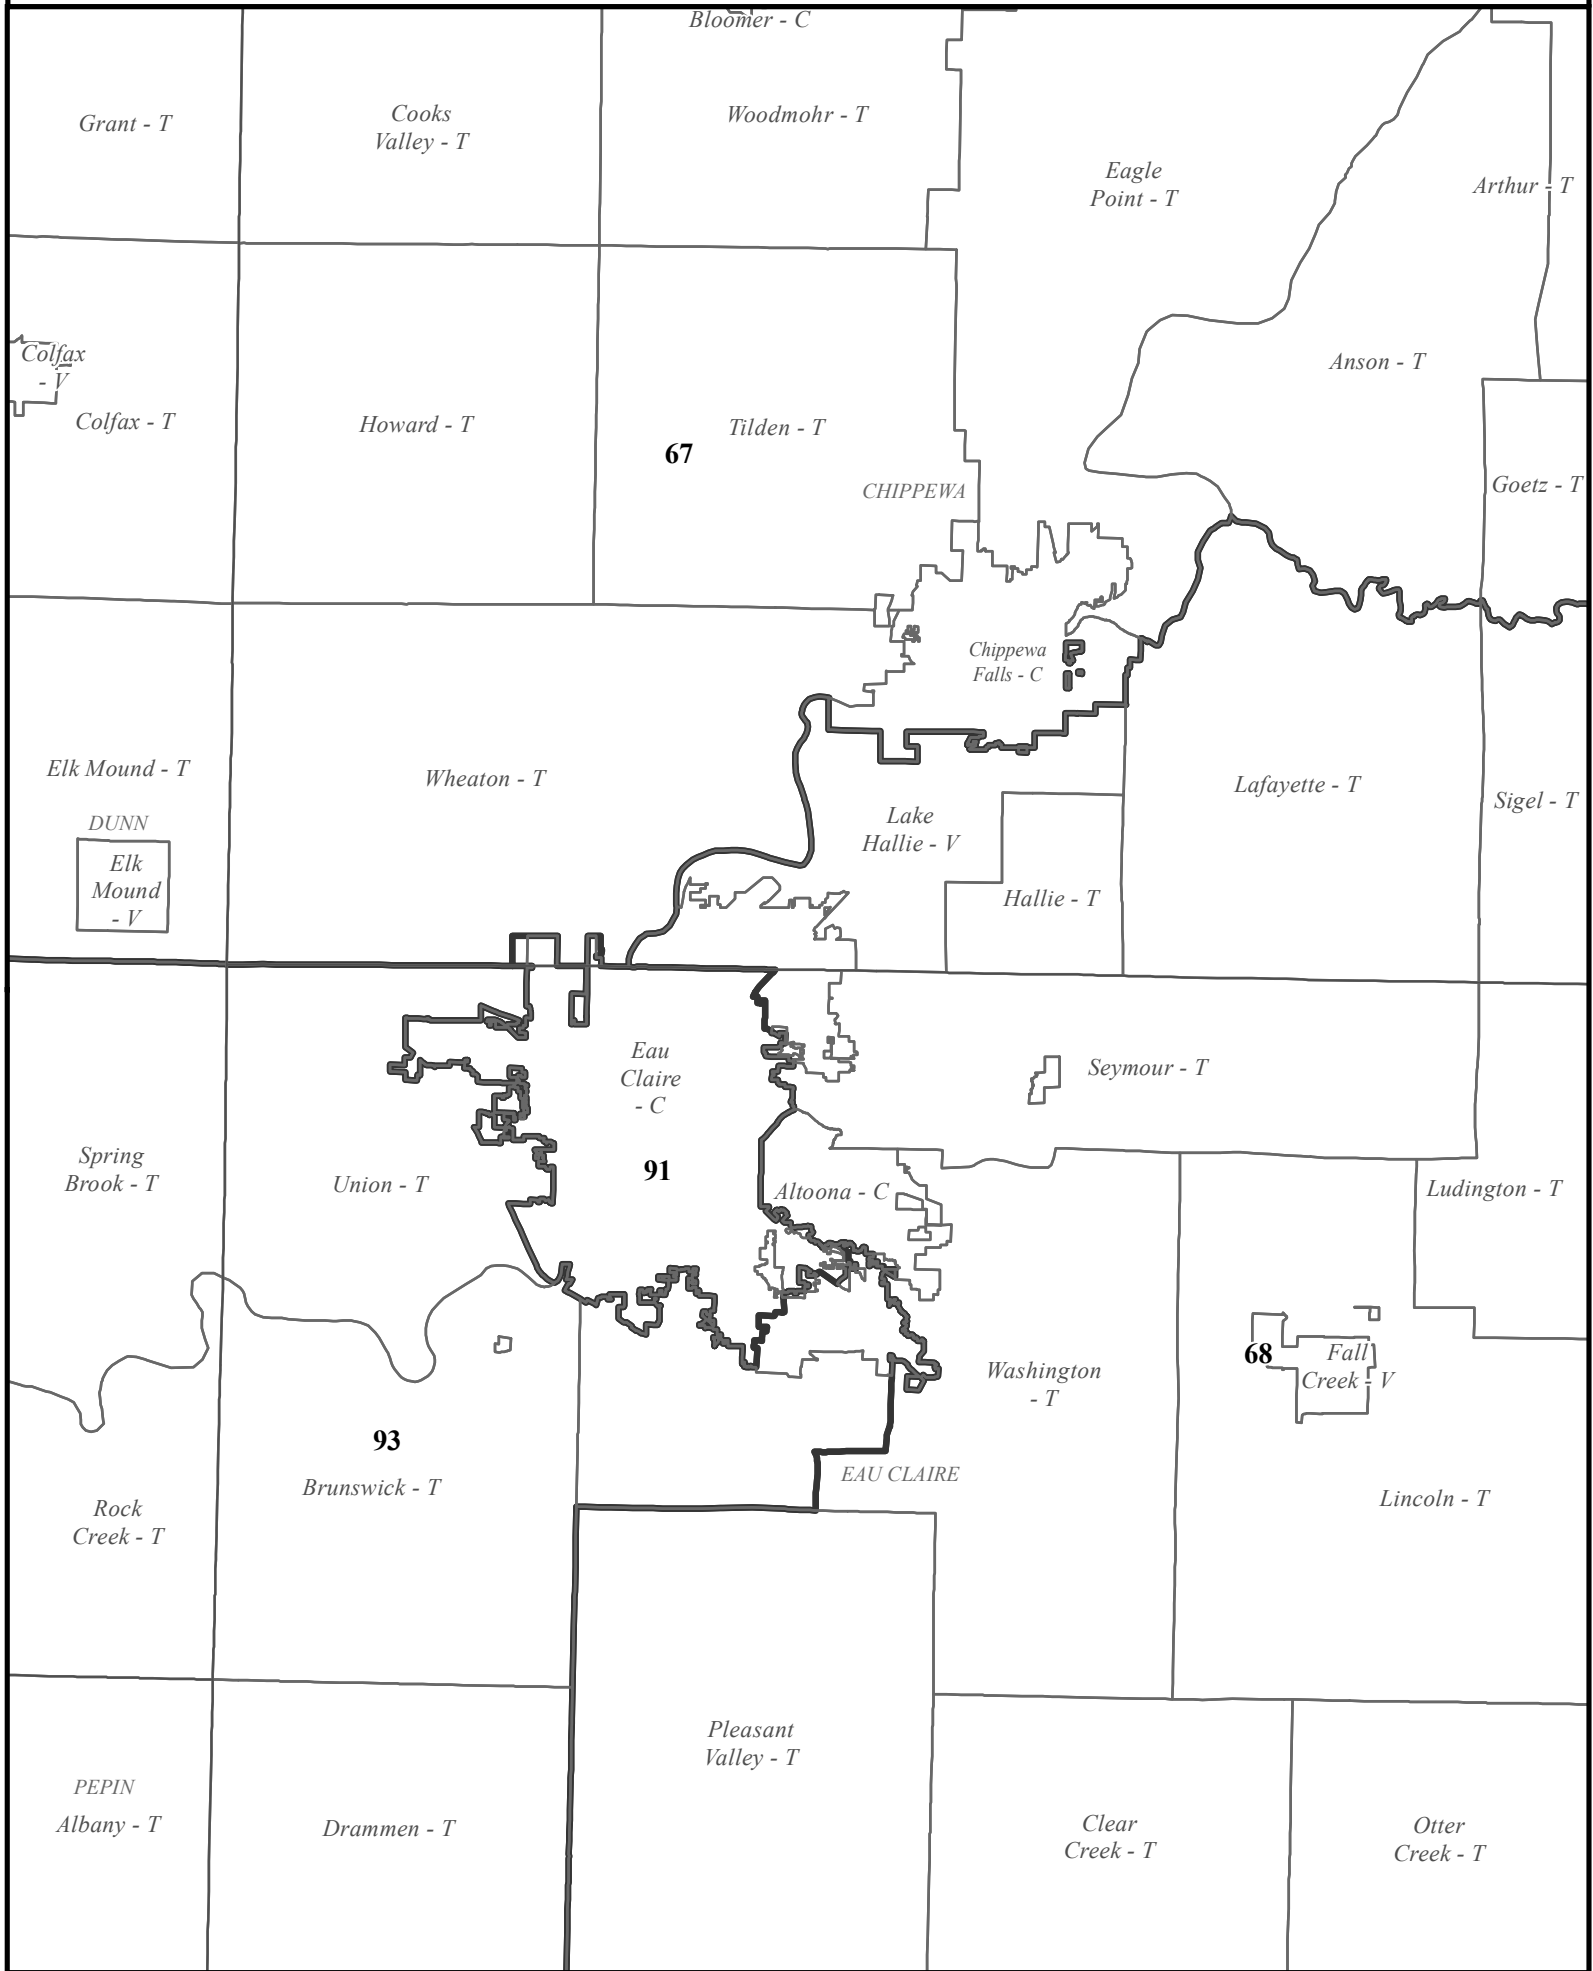 Bloomer - C
Grant - T
Cooks
Valley - T
Woodmohr - T
Eagle
Point - T
Arthur - T
Colfax
- V
Colfax - T
Howard - T
Tilden - T
67
CHIPPEWA
Anson - T
Goetz - T
Chippewa
Falls - C
Elk Mound - T
DUNN
Elk
Mound
- V
Wheaton - T
Lake
Hallie - V
Hallie - T
Lafayette - T
Sigel - T
Eau
Claire
- C
91
Seymour - T
Spring
Brook - T
Union - T
Altoona - C
Ludington - T
Washington
- T
68
Fall
Creek - V
93
Brunswick - T
EAU CLAIRE
Rock
Creek - T
Lincoln - T
Pleasant
Valley - T
PEPIN
Albany - T
Drammen - T
Clear
Creek - T
Otter
Creek - T